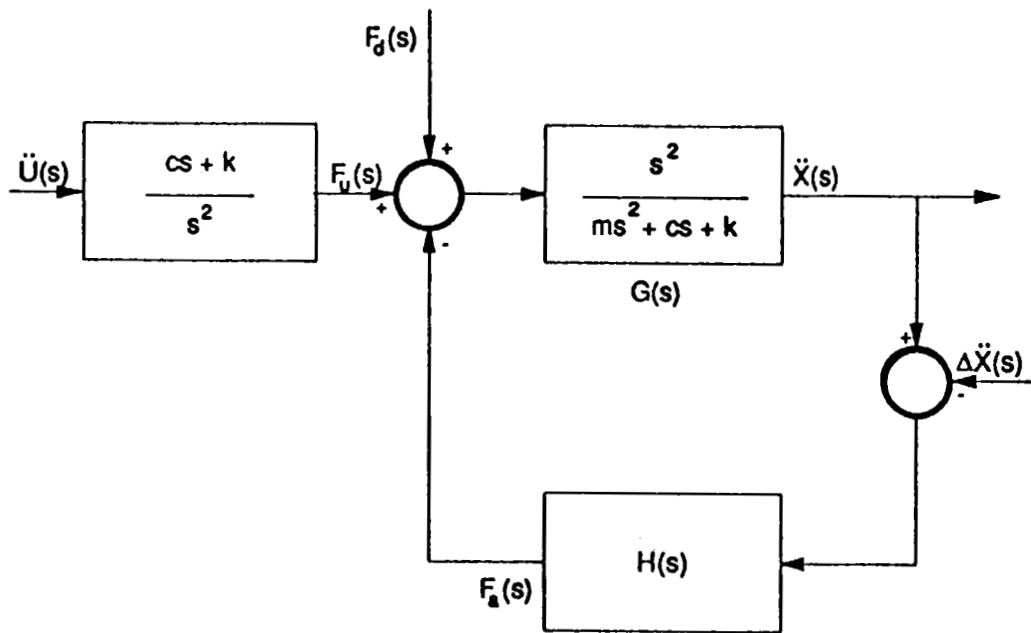 F_d(s)
+
Ü(s)
cs + k
s²
F_u(s)
+
-
s²
ms² + cs + k
G(s)
Ẍ(s)
+
ΔẌ(s)
-
H(s)
F_a(s)